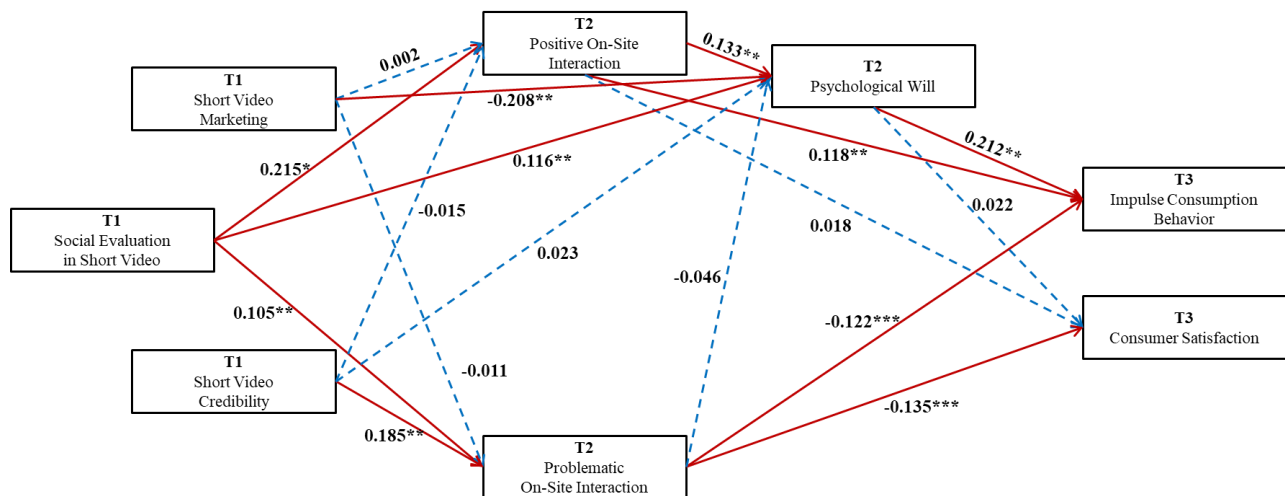 T1
Short Video
Marketing
T1
Social Evaluation
in Short Video
T1
Short Video
Credibility
T2
Positive On-Site
Interaction
T2
Psychological Will
T2
Problematic
On-Site Interaction
T3
Impulse Consumption
Behavior
T3
Consumer Satisfaction
0.002
0.133**
-0.208**
0.215*
0.116**
0.118**
0.212**
-0.015
0.023
0.018
0.022
-0.046
0.105**
-0.011
-0.122***
0.185**
-0.135***